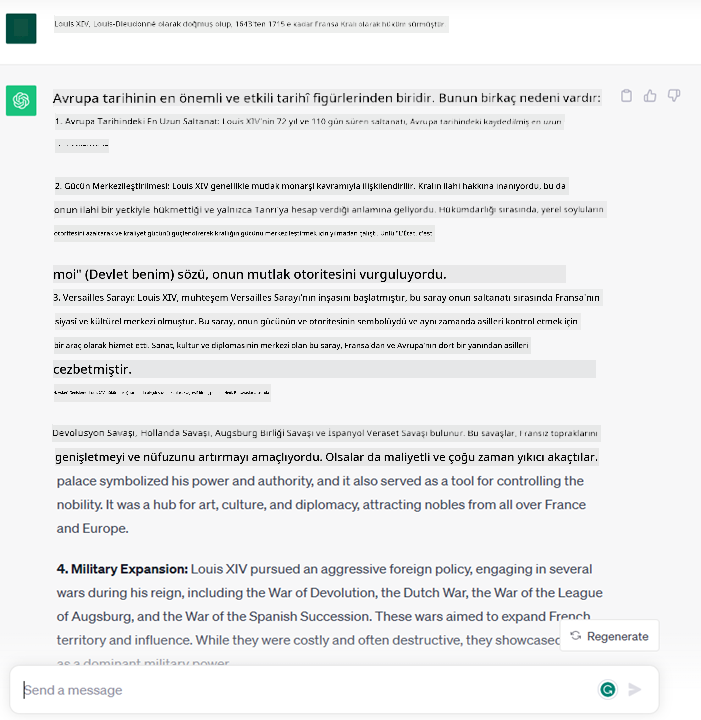 Louis XIV, Louis-Dieudonné olarak doğmuş olup, 1643'ten 1715'e kadar Fransa Kralı olarak hüküm sürmüştür.
Avrupa tarihinin en önemli ve etkili tarihî figürlerinden biridir. Bunun birkaç nedeni vardır:
1. Avrupa Tarihindeki En Uzun Saltanat: Louis XIV'nin 72 yıl ve 110 gün süren saltanatı, Avrupa tarihindeki kaydedilmiş en uzun
2. Gücün Merkezileştirilmesi: Louis XIV genellikle mutlak monarşi kavramıyla ilişkilendirilir. Kralın ilahi hakkına inanıyordu, bu da
onun ilahi bir yetkiyle hükmettiği ve yalnızca Tanrı'ya hesap verdiği anlamına geliyordu. Hükümdarlığı sırasında, yerel soyluların
otoritesini azaltarak ve kraliyet gücünü güçlendirerek krallığın gücünü merkezileştirmek için yılmadan çalıştı. Ünlü "L'État, c'est
moi" (Devlet benim) sözü, onun mutlak otoritesini vurguluyordu.
3. Versailles Sarayı: Louis XIV, muhteşem Versailles Sarayı'nın inşasını başlatmıştır, bu saray onun saltanatı sırasında Fransa'nın
siyasi ve kültürel merkezi olmuştur. Bu saray, onun gücünün ve otoritesinin sembolüydü ve aynı zamanda asilleri kontrol etmek için
bir araç olarak hizmet etti. Sanat, kültür ve diplomasinin merkezi olan bu saray, Fransa'dan ve Avrupa'nın dört bir yanından asilleri
cezbetmiştir.
Devolüsyon Savaşı, Hollanda Savaşı, Augsburg Birliği Savaşı ve İspanyol Veraset Savaşı bulunur. Bu savaşlar, Fransız topraklarını
genişletmeyi ve nüfuzunu artırmayı amaçlıyordu. Olsalar da maliyetli ve çoğu zaman yıkıcı akaçtılar.
palace symbolized his power and authority, and it also served as a tool for controlling the
nobility. It was a hub for art, culture, and diplomacy, attracting nobles from all over France
and Europe.
4. Military Expansion: Louis XIV pursued an aggressive foreign policy, engaging in several
wars during his reign, including the War of Devolution, the Dutch War, the War of the League
of Augsburg, and the War of the Spanish Succession. These wars aimed to expand French
territory and influence. While they were costly and often destructive, they showcased
as a dominant military power.
Regenerate
Send a message